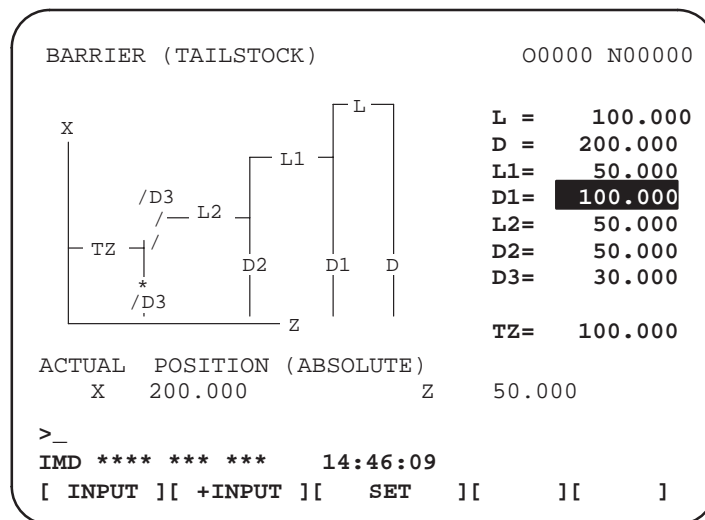 BARRIER (TAILSTOCK) O0000 N00000
L
X
L1
/D3
/ L2
TZ /
D2 D1 D
*
/D3
Z
L = 100.000
D = 200.000
L1= 50.000
D1= 100.000
L2= 50.000
D2= 50.000
D3= 30.000
TZ= 100.000
ACTUAL POSITION (ABSOLUTE)
X 200.000 Z 50.000
>_
IMD **** *** *** 14:46:09
[ INPUT ][ +INPUT ][ SET ][ ][ ]